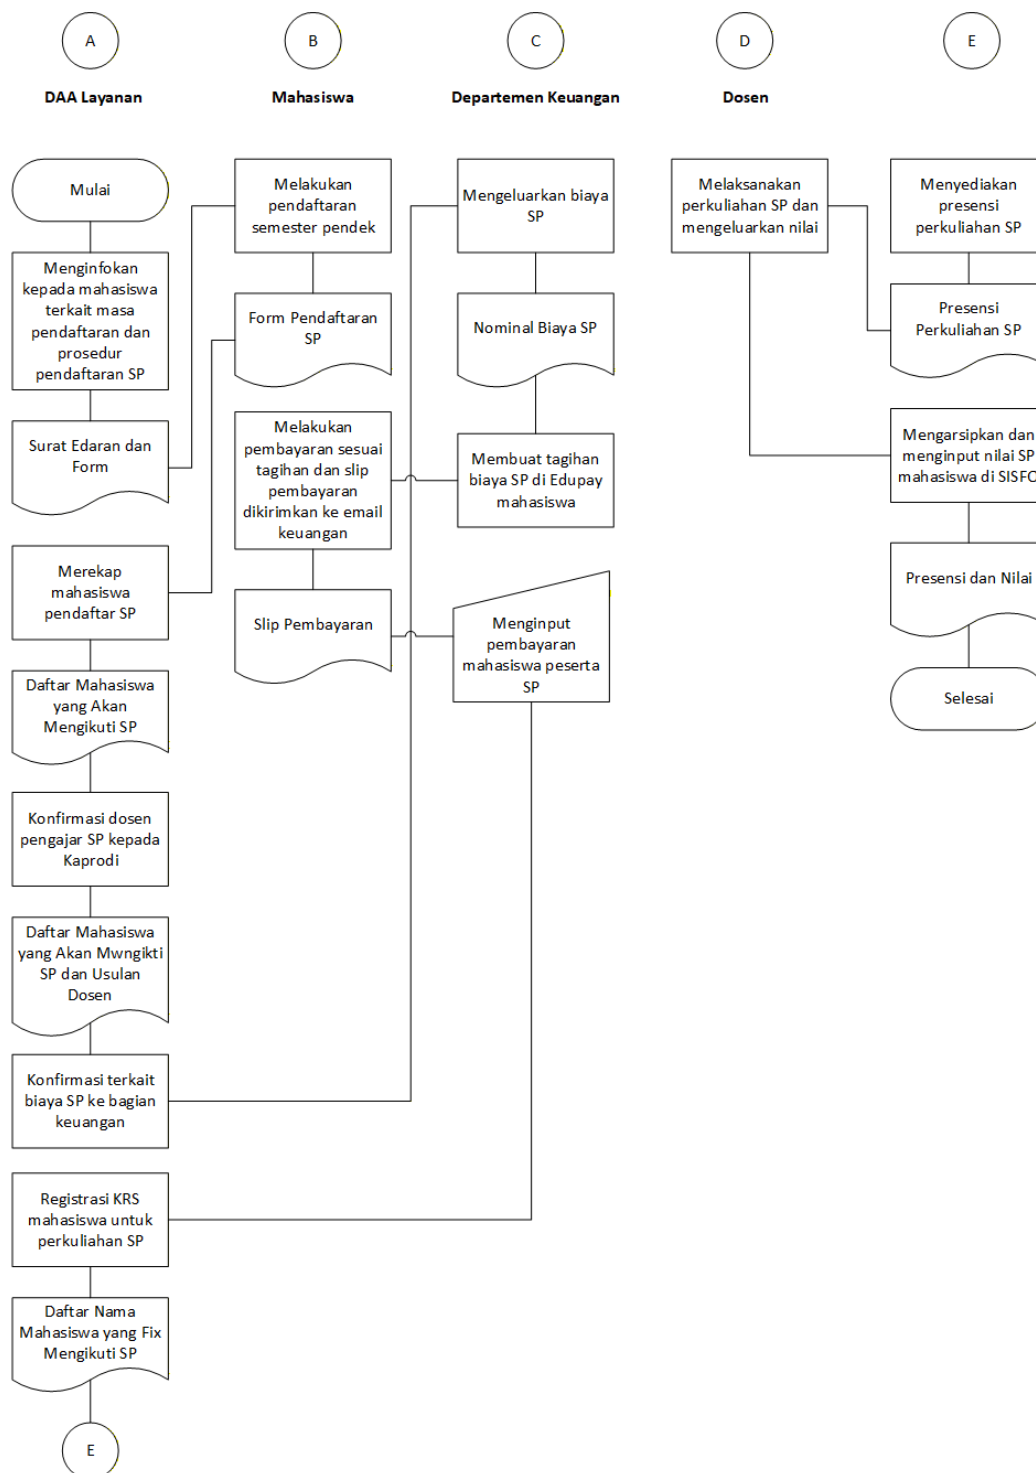 A
B
C
D
E
DAA Layanan
Mahasiswa
Departemen Keuangan
Dosen
Mulai
Menginfokan
kepada mahasiswa
terkait masa
pendaftaran dan
prosedur
pendaftaran SP
Surat Edaran dan
Form
Merekap
mahasiswa
pendaftar SP
Daftar Mahasiswa
yang Akan
Mengikuti SP
Konfirmasi dosen
pengajar SP kepada
Kaprodi
Daftar Mahasiswa
yang Akan Mwngikti
SP dan Usulan
Dosen
Konfirmasi terkait
biaya SP ke bagian
keuangan
Registrasi KRS
mahasiswa untuk
perkuliahan SP
Daftar Nama
Mahasiswa yang Fix
Mengikuti SP
E
Melakukan
pendaftaran
semester pendek
Form Pendaftaran
SP
Melakukan
pembayaran sesuai
tagihan dan slip
pembayaran
dikirimkan ke email
keuangan
Slip Pembayaran
Mengeluarkan biaya
SP
Nominal Biaya SP
Membuat tagihan
biaya SP di Edupay
mahasiswa
Menginput
pembayaran
mahasiswa peserta
SP
Melaksanakan
perkuliahan SP dan
mengeluarkan nilai
Menyediakan
presensi
perkuliahan SP
Presensi
Perkuliahan SP
Mengarsipkan dan
menginput nilai SP
mahasiswa di SISFO
Presensi dan Nilai
Selesai